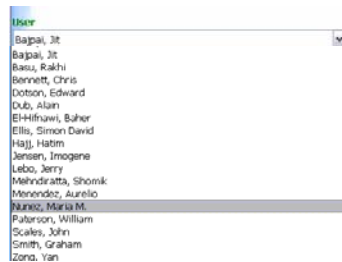 User
Bajpai, Jit
Bajpai, Jit
Basu, Rakhi
Bennett, Chris
Dotson, Edward
Dub, Alain
El-Hifnawi, Baher
Ellis, Simon David
Hajj, Hatim
Jensen, Imogene
Lebo, Jerry
Mehndiratta, Shomik
Menendez, Aurelio
Nunez, Maria M.
Paterson, William
Scales, John
Smith, Graham
Zong, Yan